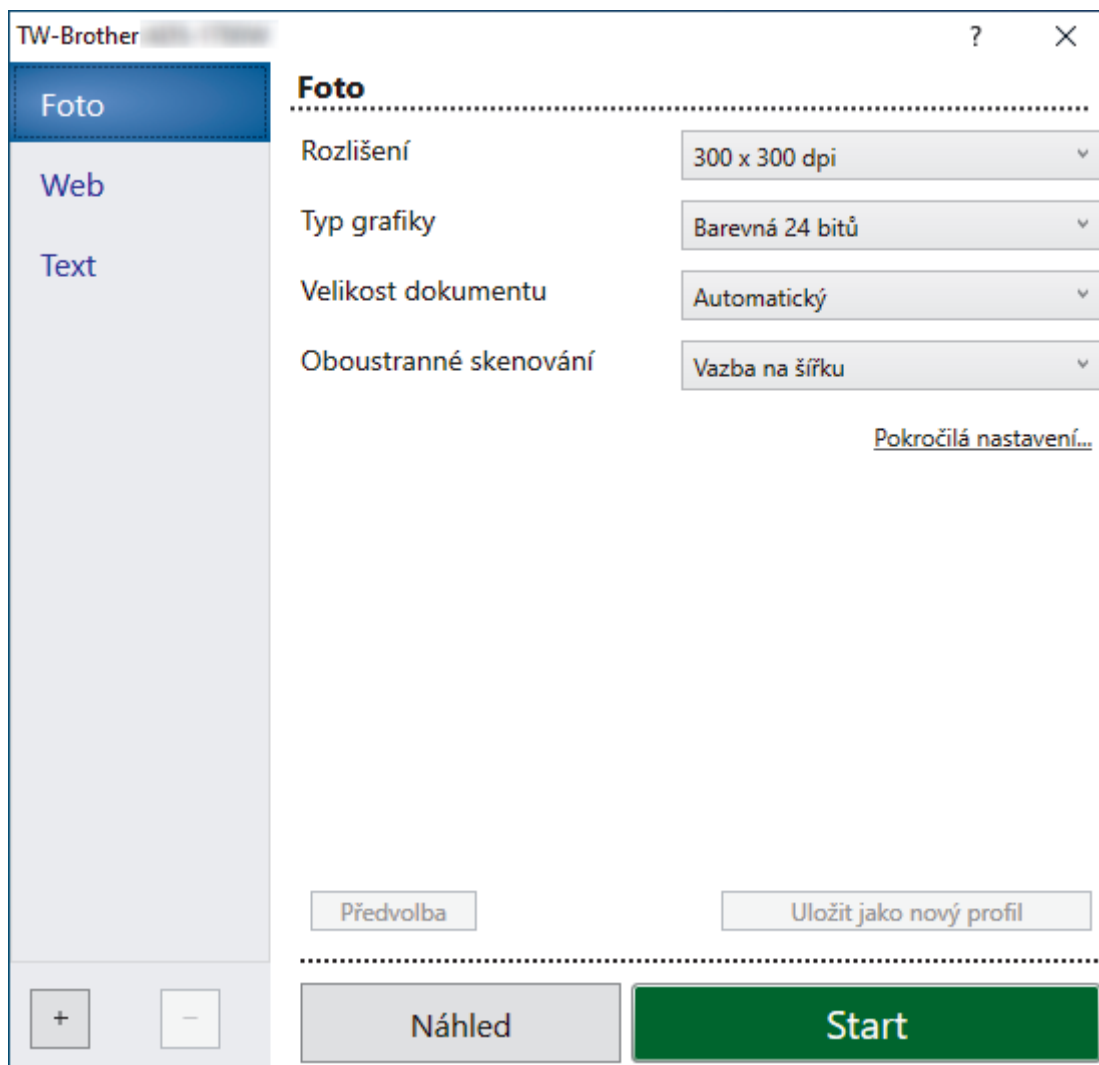 TW-Brother
?
Foto
Web
Text
+
−
Foto
Rozlišení
300 x 300 dpi
Typ grafiky
Barevná 24 bitů
Velikost dokumentu
Automatický
Oboustranné skenování
Vazba na šířku
Pokročilá nastavení...
Předvolba
Uložit jako nový profil
Náhled
Start